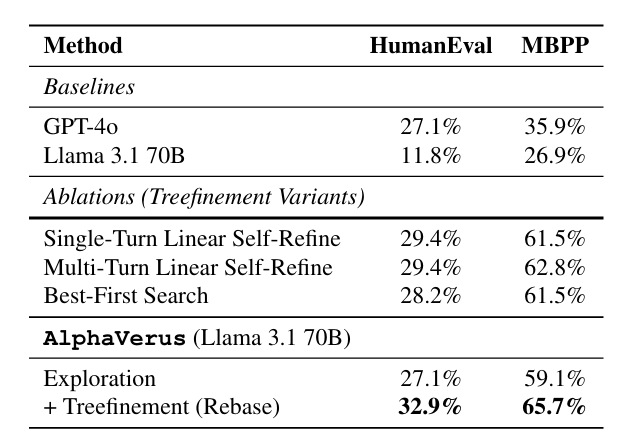 Method HumanEval MBPP
Baselines
GPT-4o 27.1% 35.9%
Llama 3.1 70B 11.8% 26.9%
Ablations (Treefinement Variants)
Single-Turn Linear Self-Refine 29.4% 61.5%
Multi-Turn Linear Self-Refine 29.4% 62.8%
Best-First Search 28.2% 61.5%
AlphaVerus (Llama 3.1 70B)
Exploration 27.1% 59.1%
+ Treefinement (Rebase) 32.9% 65.7%